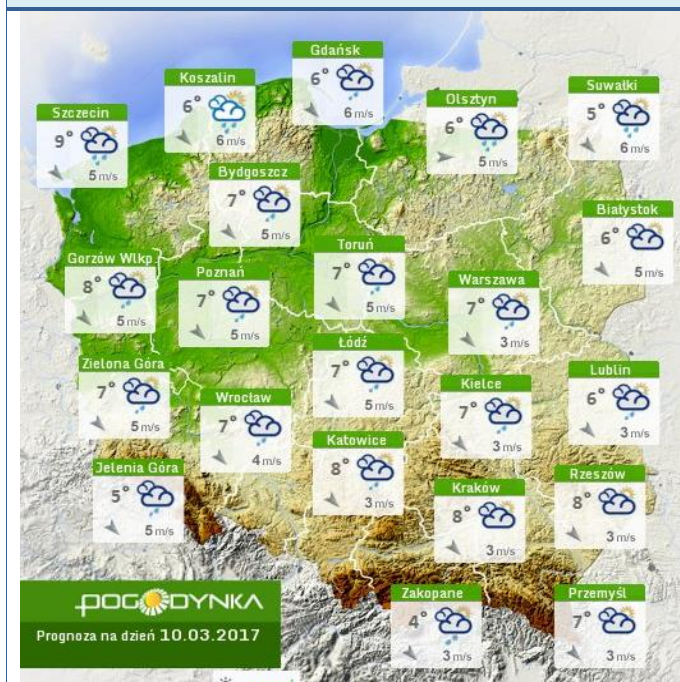 Gdańsk
6°
6 m/s
Koszalin
6°
6 m/s
Suwałki
5°
6 m/s
Olsztyn
6°
5 m/s
Szczecin
9°
5 m/s
Bydgoszcz
7°
5 m/s
Białystok
6°
5 m/s
Toruń
7°
5 m/s
Gorzów Wlkp
8°
5 m/s
Poznań
7°
5 m/s
Warszawa
7°
3 m/s
Łódź
7°
5 m/s
Zielona Góra
7°
5 m/s
Lublin
6°
3 m/s
Kielce
7°
3 m/s
Wrocław
7°
4 m/s
Katowice
8°
3 m/s
Jelenia Góra
5°
5 m/s
Rzeszów
8°
3 m/s
Kraków
8°
3 m/s
Zakopane
4°
3 m/s
Przemyśl
7°
3 m/s
POGODYNKA
Prognoza na dzień 10.03.2017